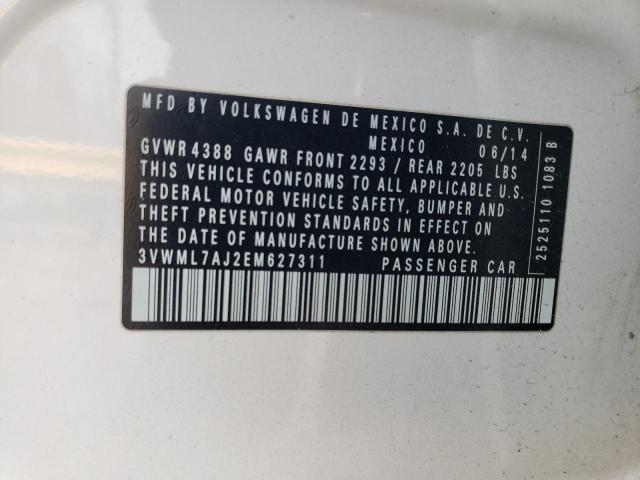 MFD BY VOLKSWAGEN DE MEXICO S.A. DE C.V.
MEXICO 06/14
GVWR 4388 GAWR FRONT 2293 / REAR 2205 LBS
THIS VEHICLE CONFORMS TO ALL APPLICABLE U.S.
FEDERAL MOTOR VEHICLE SAFETY, BUMPER AND
THEFT PREVENTION STANDARDS IN EFFECT ON
THE DATE OF MANUFACTURE SHOWN ABOVE.
3VWML7AJ2EM627311 PASSENGER CAR
2525110 1083 B